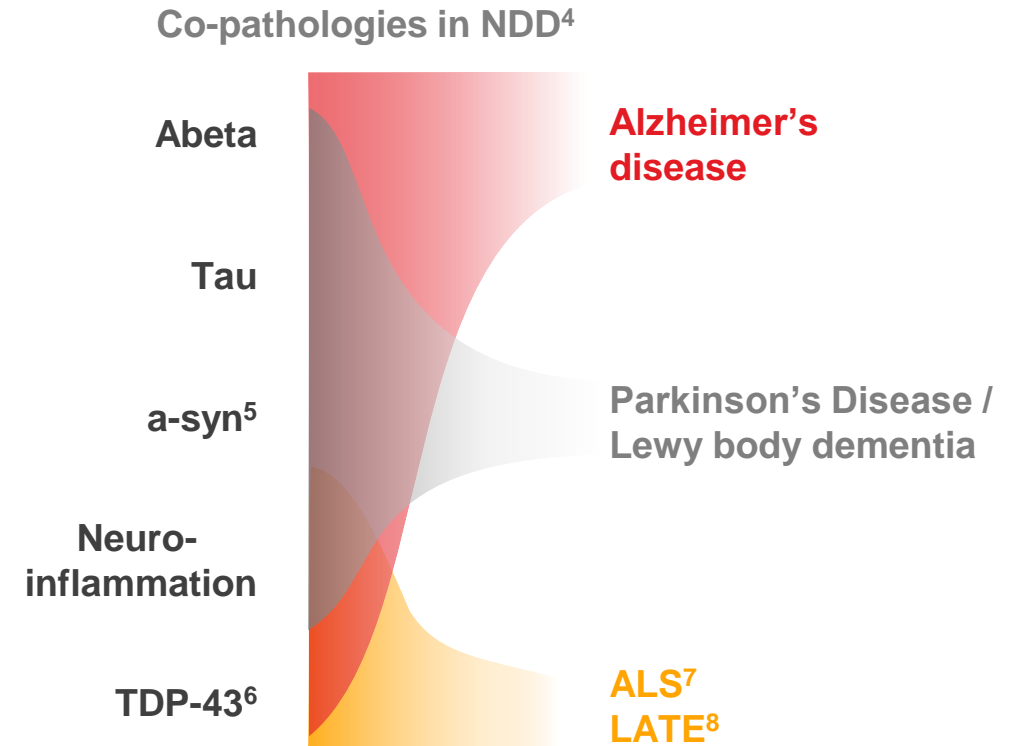 Co-pathologies in NDD⁴
Abeta
Alzheimer's
disease
Tau
a-syn⁵
Parkinson's Disease /
Lewy body dementia
Neuro-
inflammation
TDP-43⁶
ALS⁷
LATE⁸